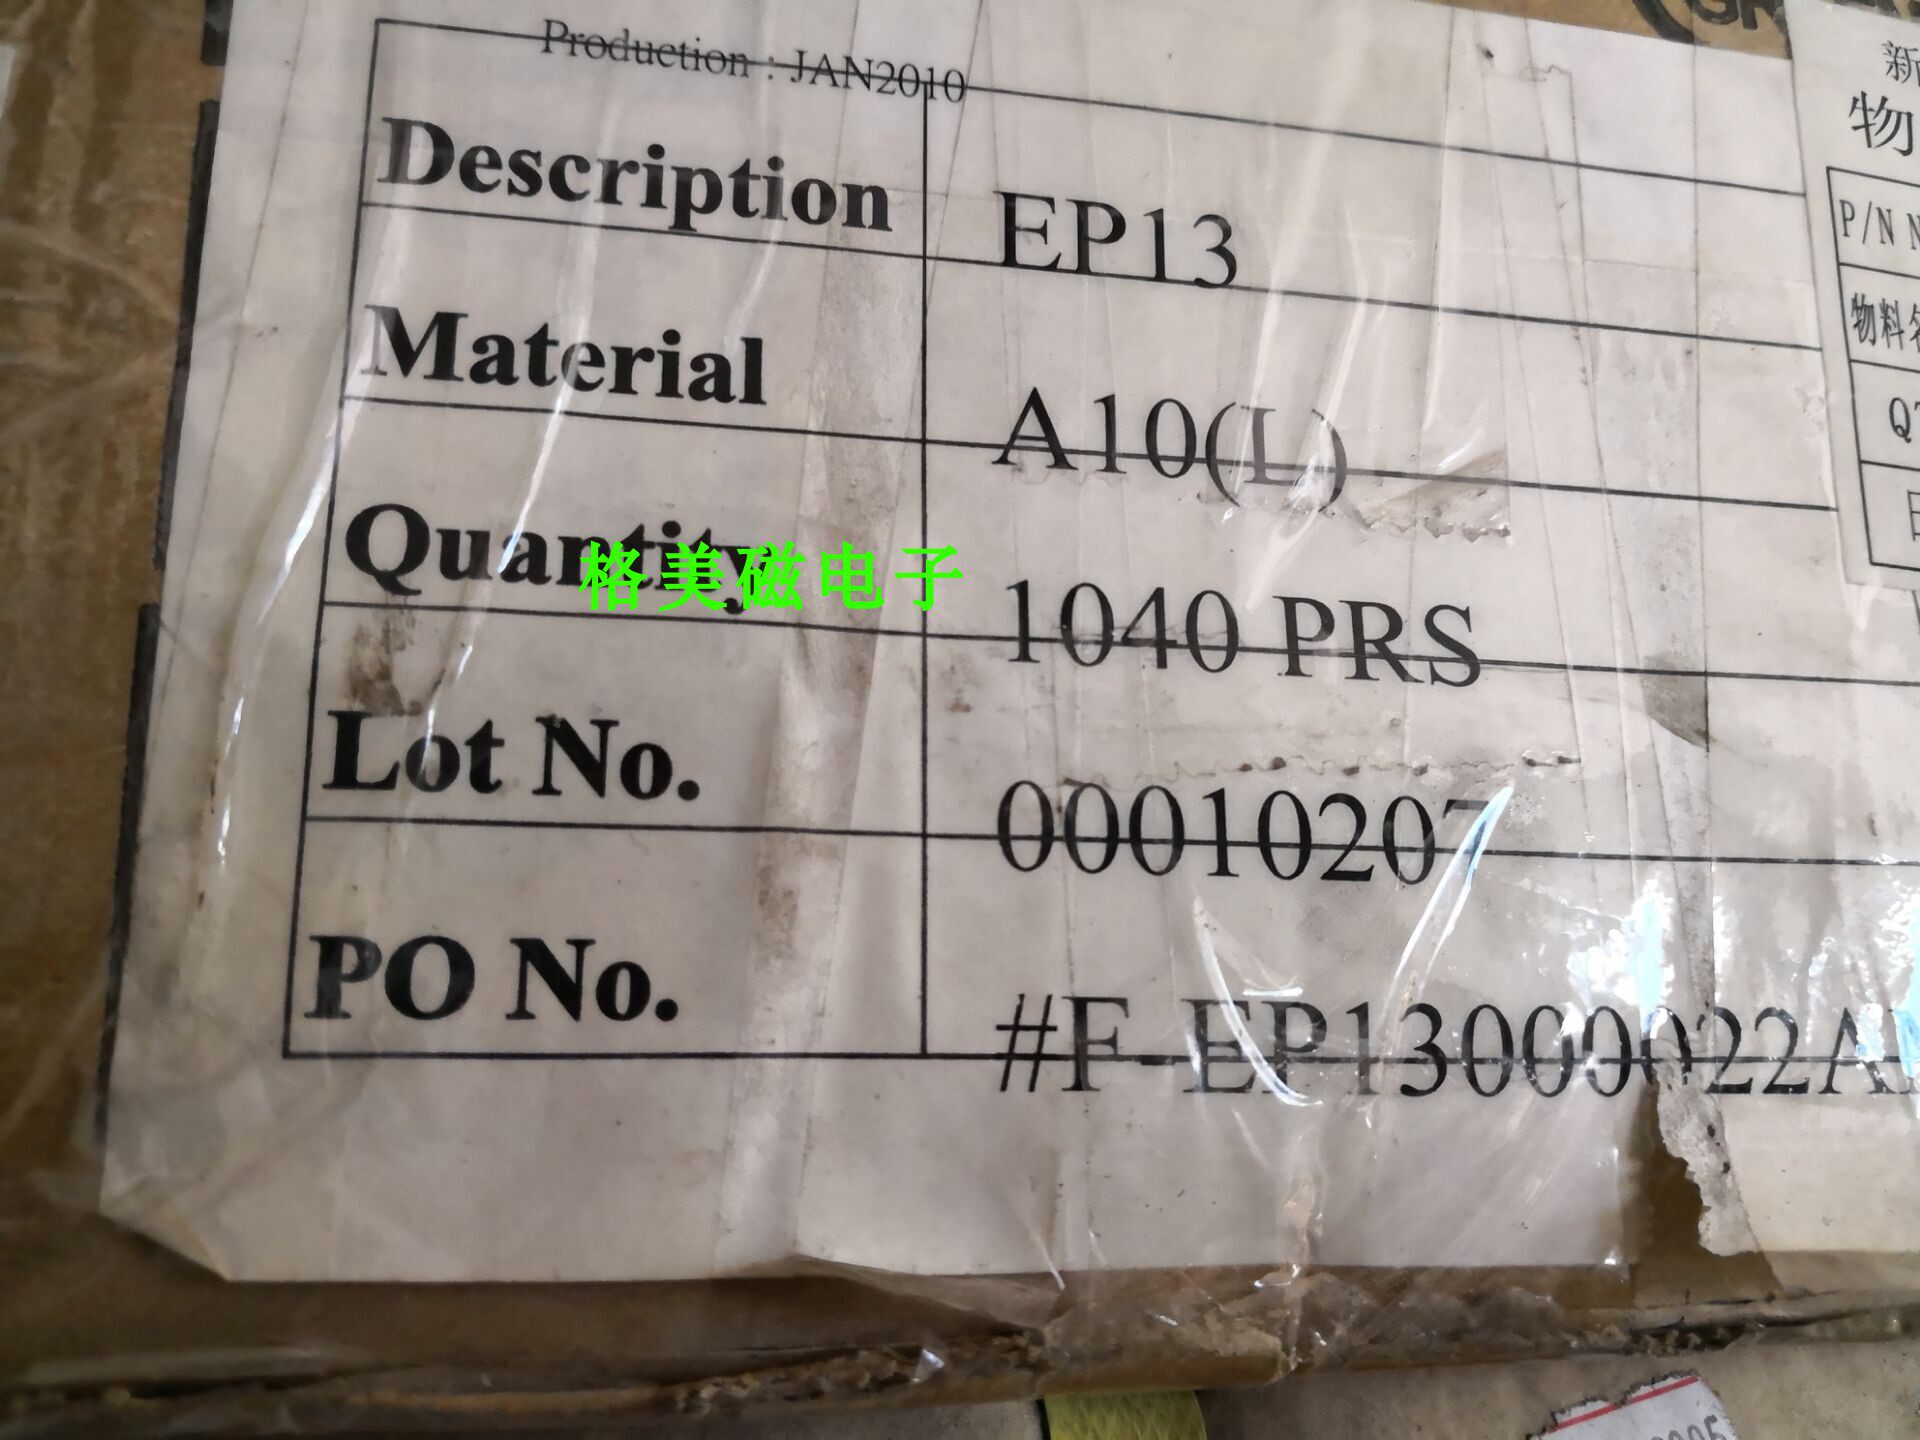 Production : JAN2010
Description EP13
Material A10(L)
Quantity 1040 PRS
Lot No. 00010207
PO No. #F-EP13000022A
格美磁电子
新
物
P/N
物料